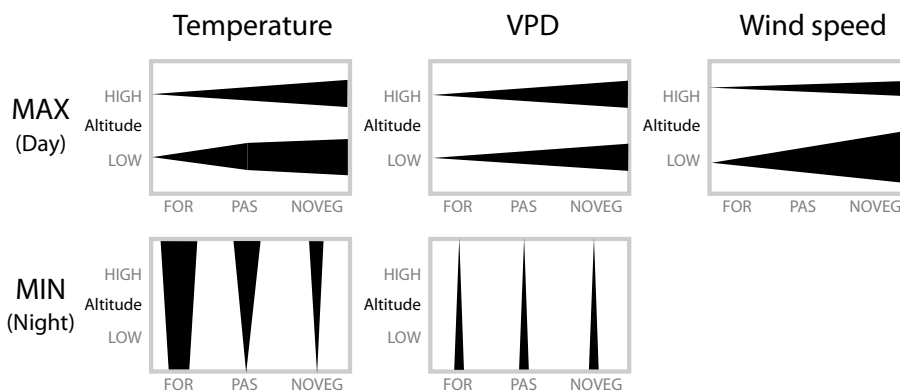 Temperature VPD Wind speed
MAX
(Day)
HIGH
Altitude
LOW
FOR PAS NOVEG
HIGH
Altitude
LOW
FOR PAS NOVEG
HIGH
Altitude
LOW
FOR PAS NOVEG
MIN
(Night)
HIGH
Altitude
LOW
FOR PAS NOVEG
HIGH
Altitude
LOW
FOR PAS NOVEG